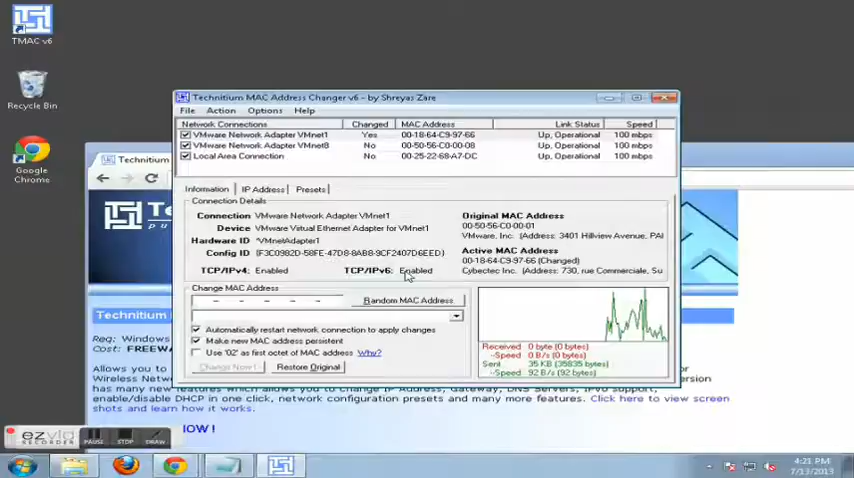 TMAC v6
Recycle Bin
Google
Chrome
Technitium MAC Address Changer v6 - by Shreyas Zare
File Action Options Help
Network Connections Changed MAC Address Link Status Speed
VMware Network Adapter VMnet1 Yes 00-18-64-C9-97-66 Up, Operational 100 mbps
VMware Network Adapter VMnet8 No 00-50-56-C0-00-08 Up, Operational 100 mbps
Local Area Connection No 00-25-22-68-A7-DC Up, Operational 100 mbps
Technitium
Information IP Address Presets
Connection Details
Connection VMware Network Adapter VMnet1
Device VMware Virtual Ethernet Adapter for VMnet1
Hardware ID *VMnetAdapter1
Config ID {F3C0982D-58FE-47D8-8AB8-9CF2407D6EED}
TCP/IPv4: Enabled TCP/IPv6: Enabled
Original MAC Address
00-50-56-C0-00-01
VMware, Inc. (Address: 3401 Hillview Avenue, PAl
Active MAC Address
00-18-64-C9-97-66 (Changed)
Cybectec Inc. (Address: 730, rue Commerciale, Su
Change MAC Address
Random MAC Address
Automatically restart network connection to apply changes
Make new MAC address persistent
Use '02' as first octet of MAC address Why?
Change Now ! Restore Original
Received 0 byte (0 bytes)
--Speed 0 B/s (0 bytes)
Sent 35 KB (35835 bytes)
--Speed 92 B/s (92 bytes)
Te
pu
Technitium
Req: Windows
Cost: FREEWA
Allows you to
Wireless Netw version
has many new features which allows you to change IP Address, Gateway, DNS Servers, IPv6 support,
enable/disable DHCP in one click, network configuration presets and many more features. Click here to view screen
shots and learn how it works.
NOW !
ezvid
RECORDER
PAUSE STOP DRAW
4:21 PM
7/13/2013